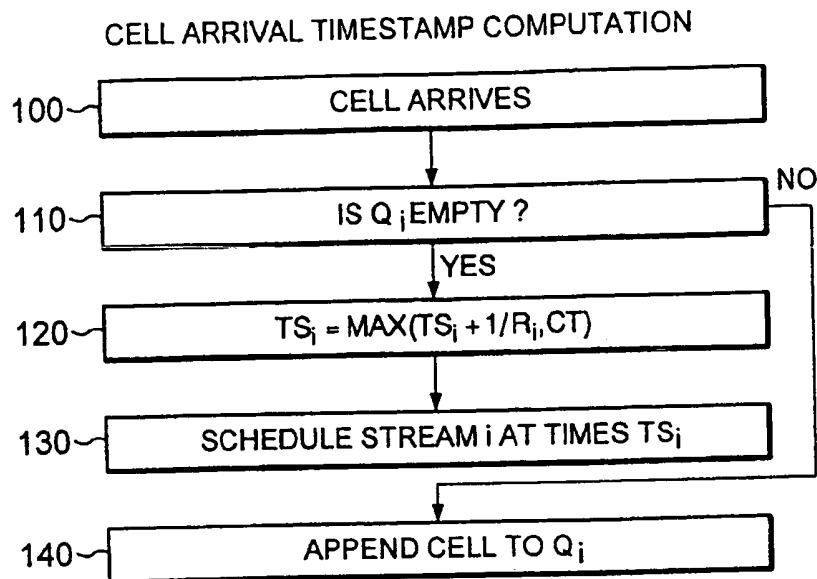 CELL ARRIVAL TIMESTAMP COMPUTATION
100 CELL ARRIVES
NO
110 IS Q i EMPTY ?
YES
120 TSi = MAX(TSi + 1/Ri,CT)
130 SCHEDULE STREAM i AT TIMES TSi
140 APPEND CELL TO Qi